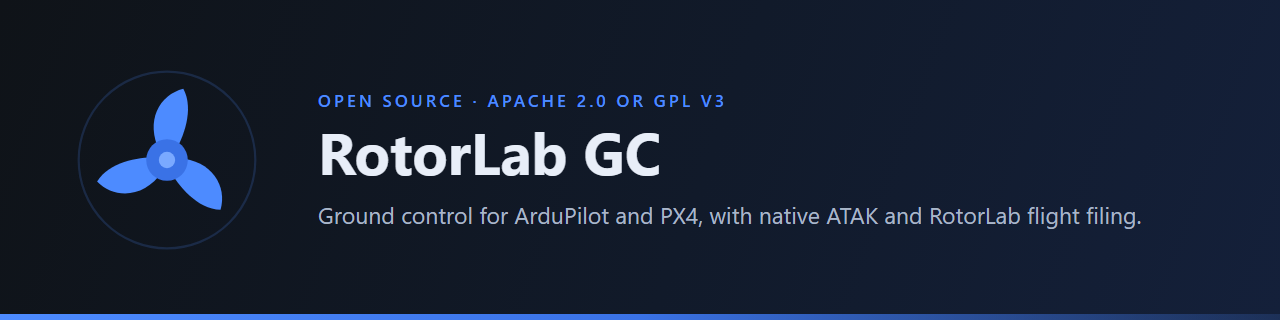 OPEN SOURCE · APACHE 2.0 OR GPL V3
RotorLab GC
Ground control for ArduPilot and PX4, with native ATAK and RotorLab flight filing.